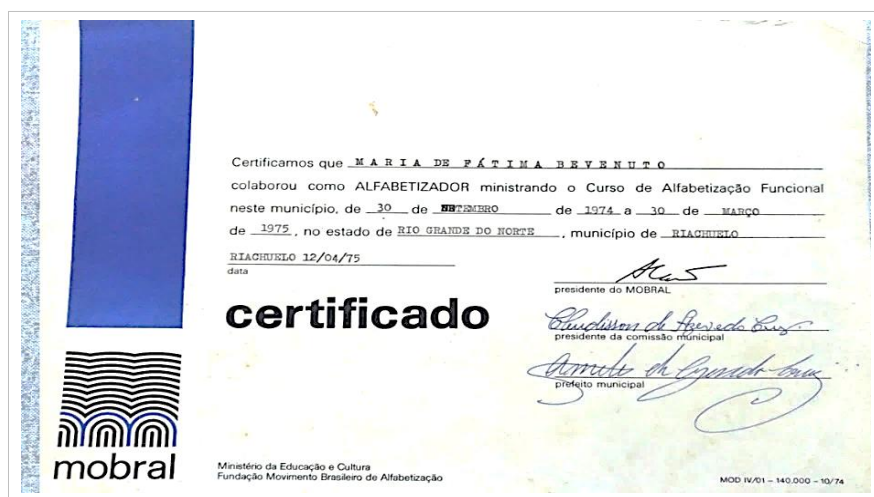 Certificamos que MARIA DE FÁTIMA BEVENUTO
colaborou como ALFABETIZADOR ministrando o Curso de Alfabetização Funcional
neste município, de 30 de SETEMBRO de 1974 a 30 de MARÇO
de 1975, no estado de RIO GRANDE DO NORTE, município de RIACHUELO
RIACHUELO 12/04/75
data
presidente do MOBRAL
certificado
presidente da comissão municipal
prefeito municipal
mobral
Ministério da Educação e Cultura
Fundação Movimento Brasileiro de Alfabetização
MOD IV/01 – 140.000 – 10/74